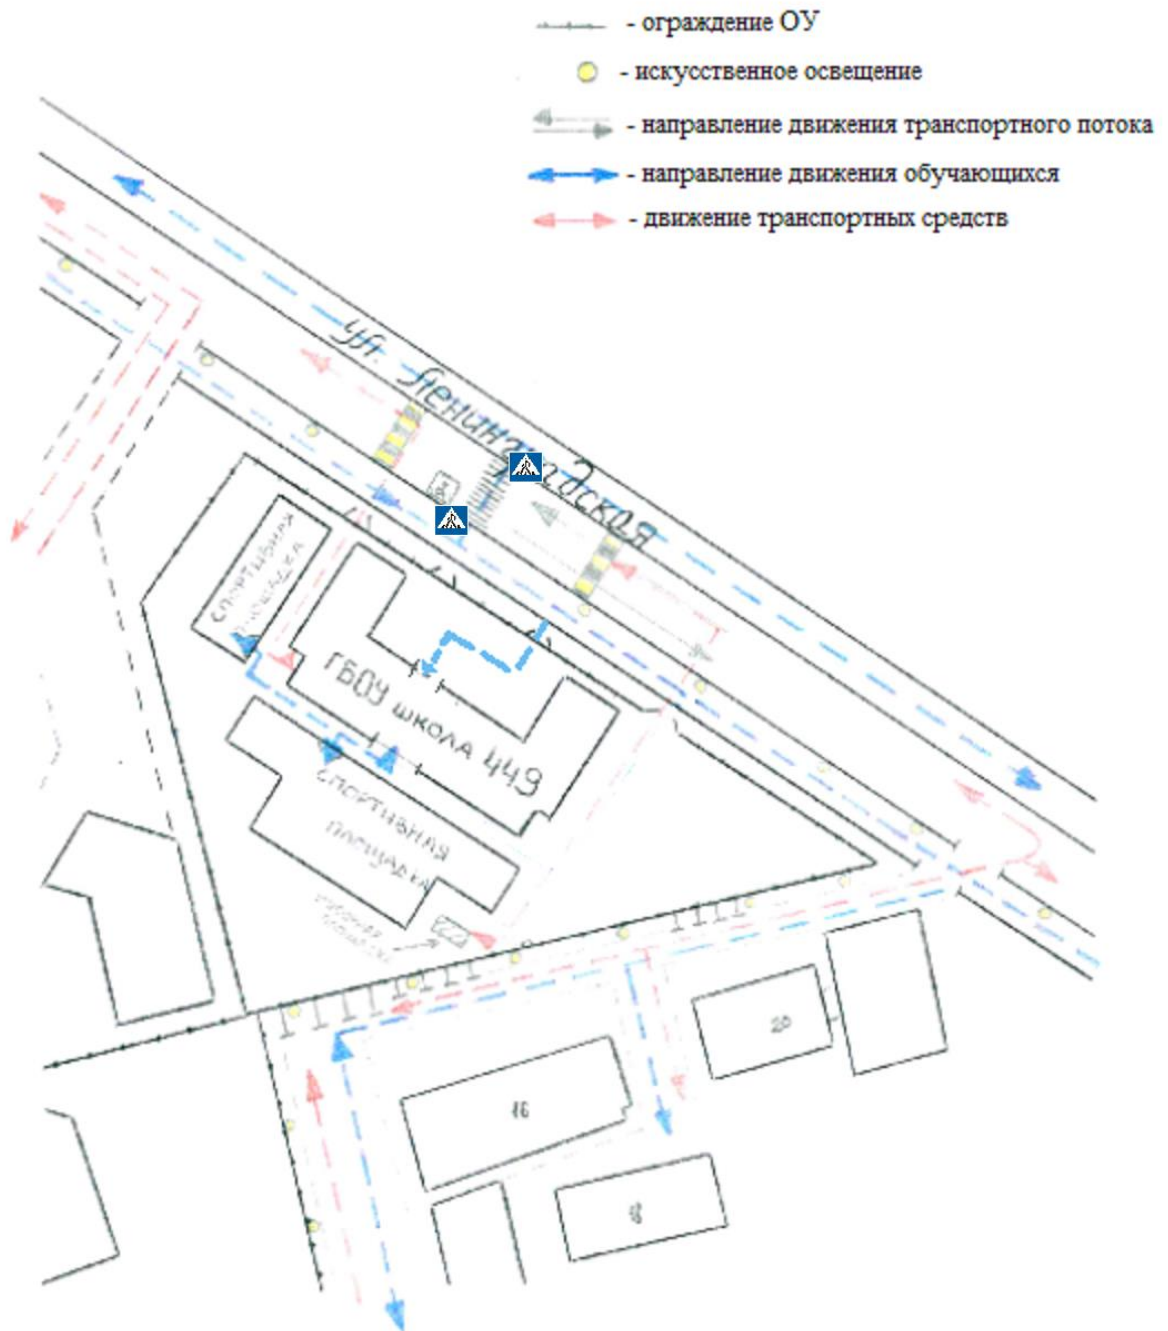 - ограждение ОУ
- искусственное освещение
- направление движения транспортного потока
- направление движения обучающихся
- движение транспортных средств
ул. Ленинградская
СПОРТИВНАЯ
ПЛОЩАДКА
ГБОУ школа 449
СПОРТИВНАЯ
ПЛОЩАДКА
20
16